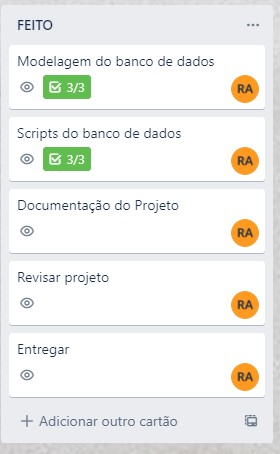 FEITO
Modelagem do banco de dados
3/3
RA
Scripts do banco de dados
3/3
RA
Documentação do Projeto
RA
Revisar projeto
RA
Entregar
RA
+ Adicionar outro cartão